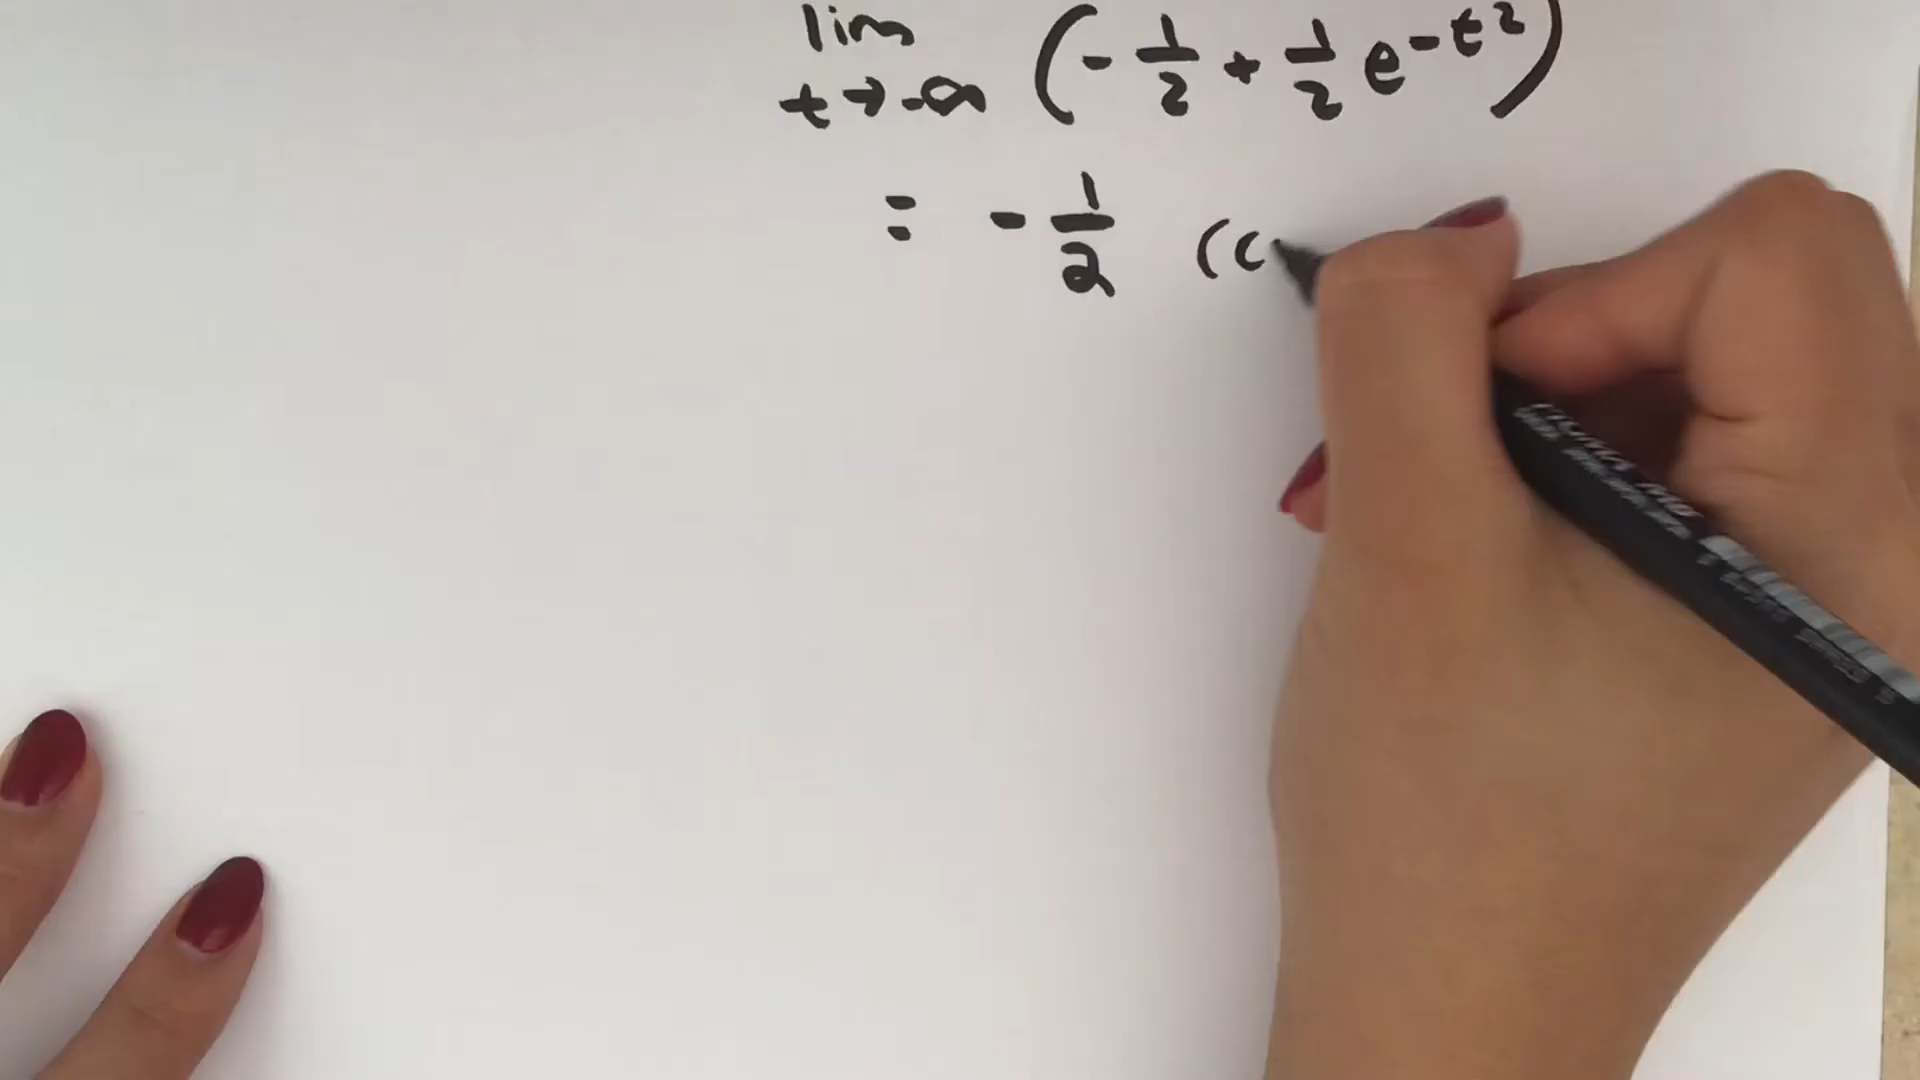 lim
t→-∞ (-1/2 + 1/2 e^-t²)
= -1/2 (c